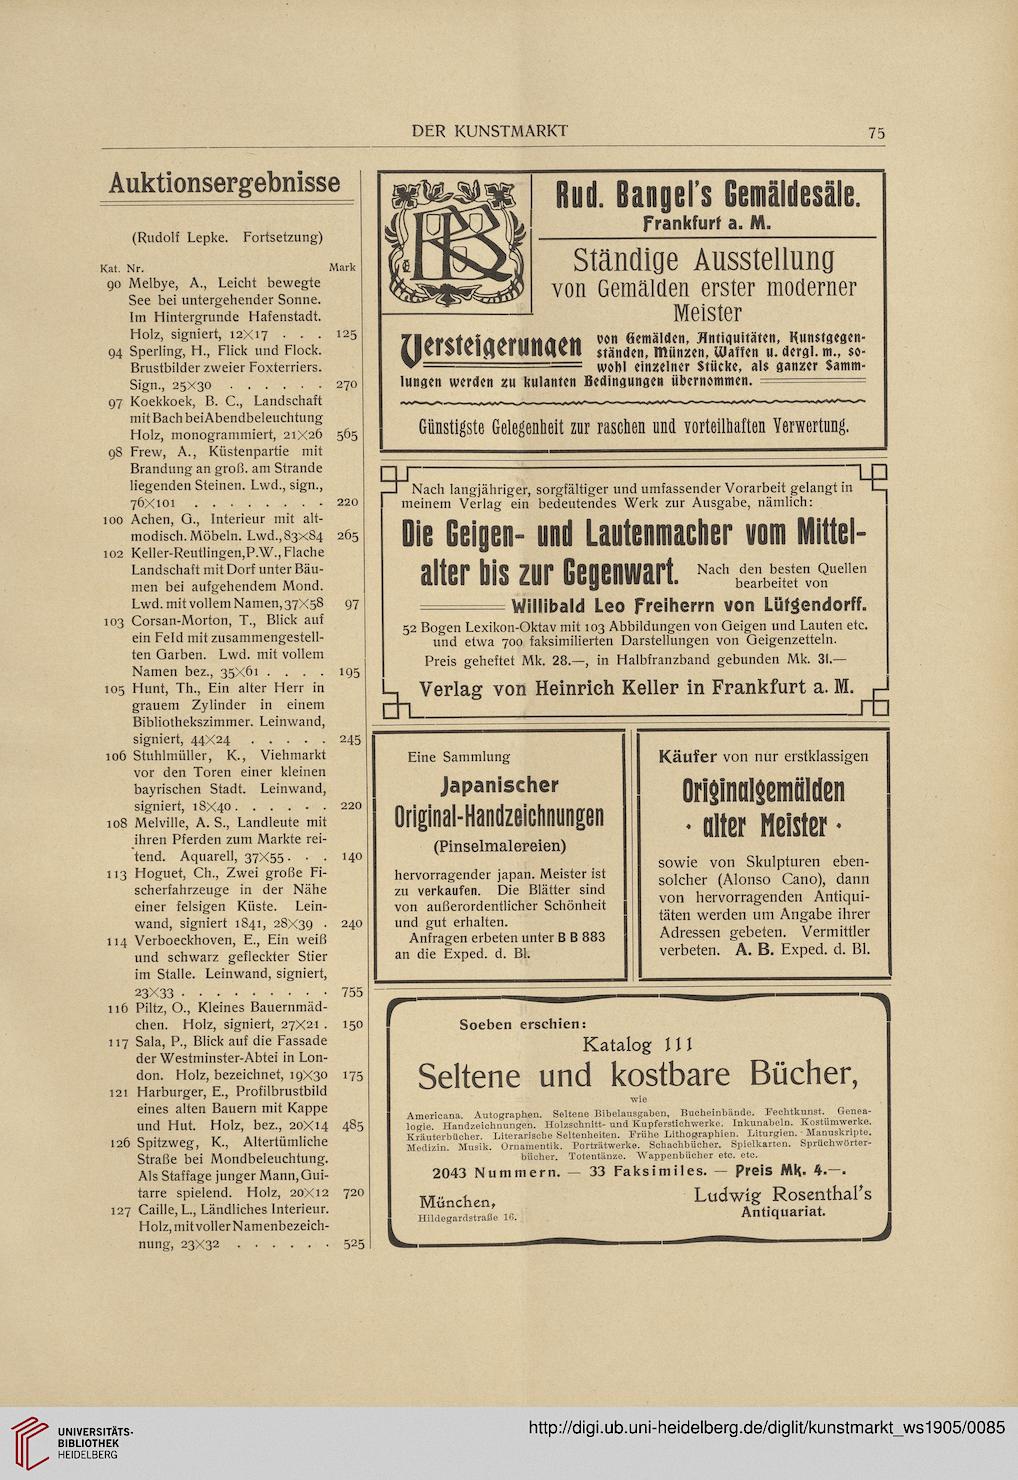 DER KUNSTMARKT
75
Auktionsergebnisse
(Rudolf Lepke. Fortsetzung)
Kat. Nr. Mark
90 Melbye, A., Leicht bewegte
See bei untergehender Sonne.
Im Hintergrunde Hafenstadt.
Holz, signiert, 12×17 . . . 125
94 Sperling, H., Flick und Flock.
Brustbilder zweier Foxterriers.
Sign., 25×30 . . . . . . 270
97 Koekkoek, B. C., Landschaft
mit Bach bei Abendbeleuchtung
Holz, monogrammiert, 21×26 565
98 Frew, A., Küstenpartie mit
Brandung an groß. am Strande
liegenden Steinen. Lwd., sign.,
76×101 . . . . . . . . 220
100 Achen, G., Interieur mit alt-
modisch. Möbeln. Lwd., 83×84 265
102 Keller-Reutlingen, P. W., Flache
Landschaft mit Dorf unter Bäu-
men bei aufgehendem Mond.
Lwd. mit vollem Namen, 37×58 97
103 Corsan-Morton, T., Blick auf
ein Feld mit zusammengestell-
ten Garben. Lwd. mit vollem
Namen bez., 35×61 . . . . 195
105 Hunt, Th., Ein alter Herr in
grauem Zylinder in einem
Bibliothekszimmer. Leinwand,
signiert, 44×24 . . . . . 245
106 Stuhlmüller, K., Viehmarkt
vor den Toren einer kleinen
bayrischen Stadt. Leinwand,
signiert, 18×40 . . . . . . 220
108 Melville, A. S., Landleute mit
ihren Pferden zum Markte rei-
tend. Aquarell, 37×55 . . . 140
113 Hoguet, Ch., Zwei große Fi-
scherfahrzeuge in der Nähe
einer felsigen Küste. Lein-
wand, signiert 1841, 28×39 . 240
114 Verboeckhoven, E., Ein weiß
und schwarz gefleckter Stier
im Stalle. Leinwand, signiert,
23×33 . . . . . . . . . 755
116 Piltz, O., Kleines Bauernmäd-
chen. Holz, signiert, 27×21 . 150
117 Sala, P., Blick auf die Fassade
der Westminster-Abtei in Lon-
don. Holz, bezeichnet, 19×30 175
121 Harburger, E., Profilbrustbild
eines alten Bauern mit Kappe
und Hut. Holz, bez., 20×14 485
126 Spitzweg, K., Altertümliche
Straße bei Mondbeleuchtung.
Als Staffage junger Mann, Gui-
tarre spielend. Holz, 20×12 720
127 Caille, L., Ländliches Interieur.
Holz, mit voller Namenbezeich-
nung, 23×32 . . . . . . 525
RB
Rud. Bangel's Gemäldesäle.
Frankfurt a. M.
Ständige Ausstellung
von Gemälden erster moderner
Meister
Versteigerungen von Gemälden, Antiquitäten, Kunstgegen-
ständen, Münzen, Waffen u. dergl. m., so-
wohl einzelner Stücke, als ganzer Samm-
lungen werden zu kulanten Bedingungen übernommen.
Günstigste Gelegenheit zur raschen und vorteilhaften Verwertung.
Nach langjähriger, sorgfältiger und umfassender Vorarbeit gelangt in
meinem Verlag ein bedeutendes Werk zur Ausgabe, nämlich:
Die Geigen- und Lautenmacher vom Mittel-
alter bis zur Gegenwart. Nach den besten Quellen
bearbeitet von
Willibald Leo Freiherrn von Lütgendorff.
52 Bogen Lexikon-Oktav mit 103 Abbildungen von Geigen und Lauten etc.
und etwa 700 faksimilierten Darstellungen von Geigenzetteln.
Preis geheftet Mk. 28.—, in Halbfranzband gebunden Mk. 31.—
Verlag von Heinrich Keller in Frankfurt a. M.
Eine Sammlung
Japanischer
Original-Handzeichnungen
(Pinselmalereien)
hervorragender japan. Meister ist
zu verkaufen. Die Blätter sind
von außerordentlicher Schönheit
und gut erhalten.
Anfragen erbeten unter B B 883
an die Exped. d. Bl.
Käufer von nur erstklassigen
Originalgemälden
· alter Meister ·
sowie von Skulpturen eben-
solcher (Alonso Cano), dann
von hervorragenden Antiqui-
täten werden um Angabe ihrer
Adressen gebeten. Vermittler
verbeten. A. B. Exped. d. Bl.
Soeben erschien:
Katalog 111
Seltene und kostbare Bücher,
wie
Americana. Autographen. Seltene Bibelausgaben, Bucheinbände. Fechtkunst. Genea-
logie. Handzeichnungen. Holzschnitt- und Kupferstichwerke. Inkunabeln. Kostümwerke.
Kräuterbücher. Literarische Seltenheiten. Frühe Lithographien. Liturgien. Manuskripte.
Medizin. Musik. Ornamentik. Porträtwerke. Schachbücher. Spielkarten. Sprüchwörter-
bücher. Totentänze. Wappenbücher etc. etc.
2043 Nummern. — 33 Faksimiles. — Preis Mk. 4.—.
München,
Hildegardstraße 16.
Ludwig Rosenthal's
Antiquariat.
UNIVERSITÄTS-
BIBLIOTHEK
HEIDELBERG
http://digi.ub.uni-heidelberg.de/diglit/kunstmarkt_ws1905/0085